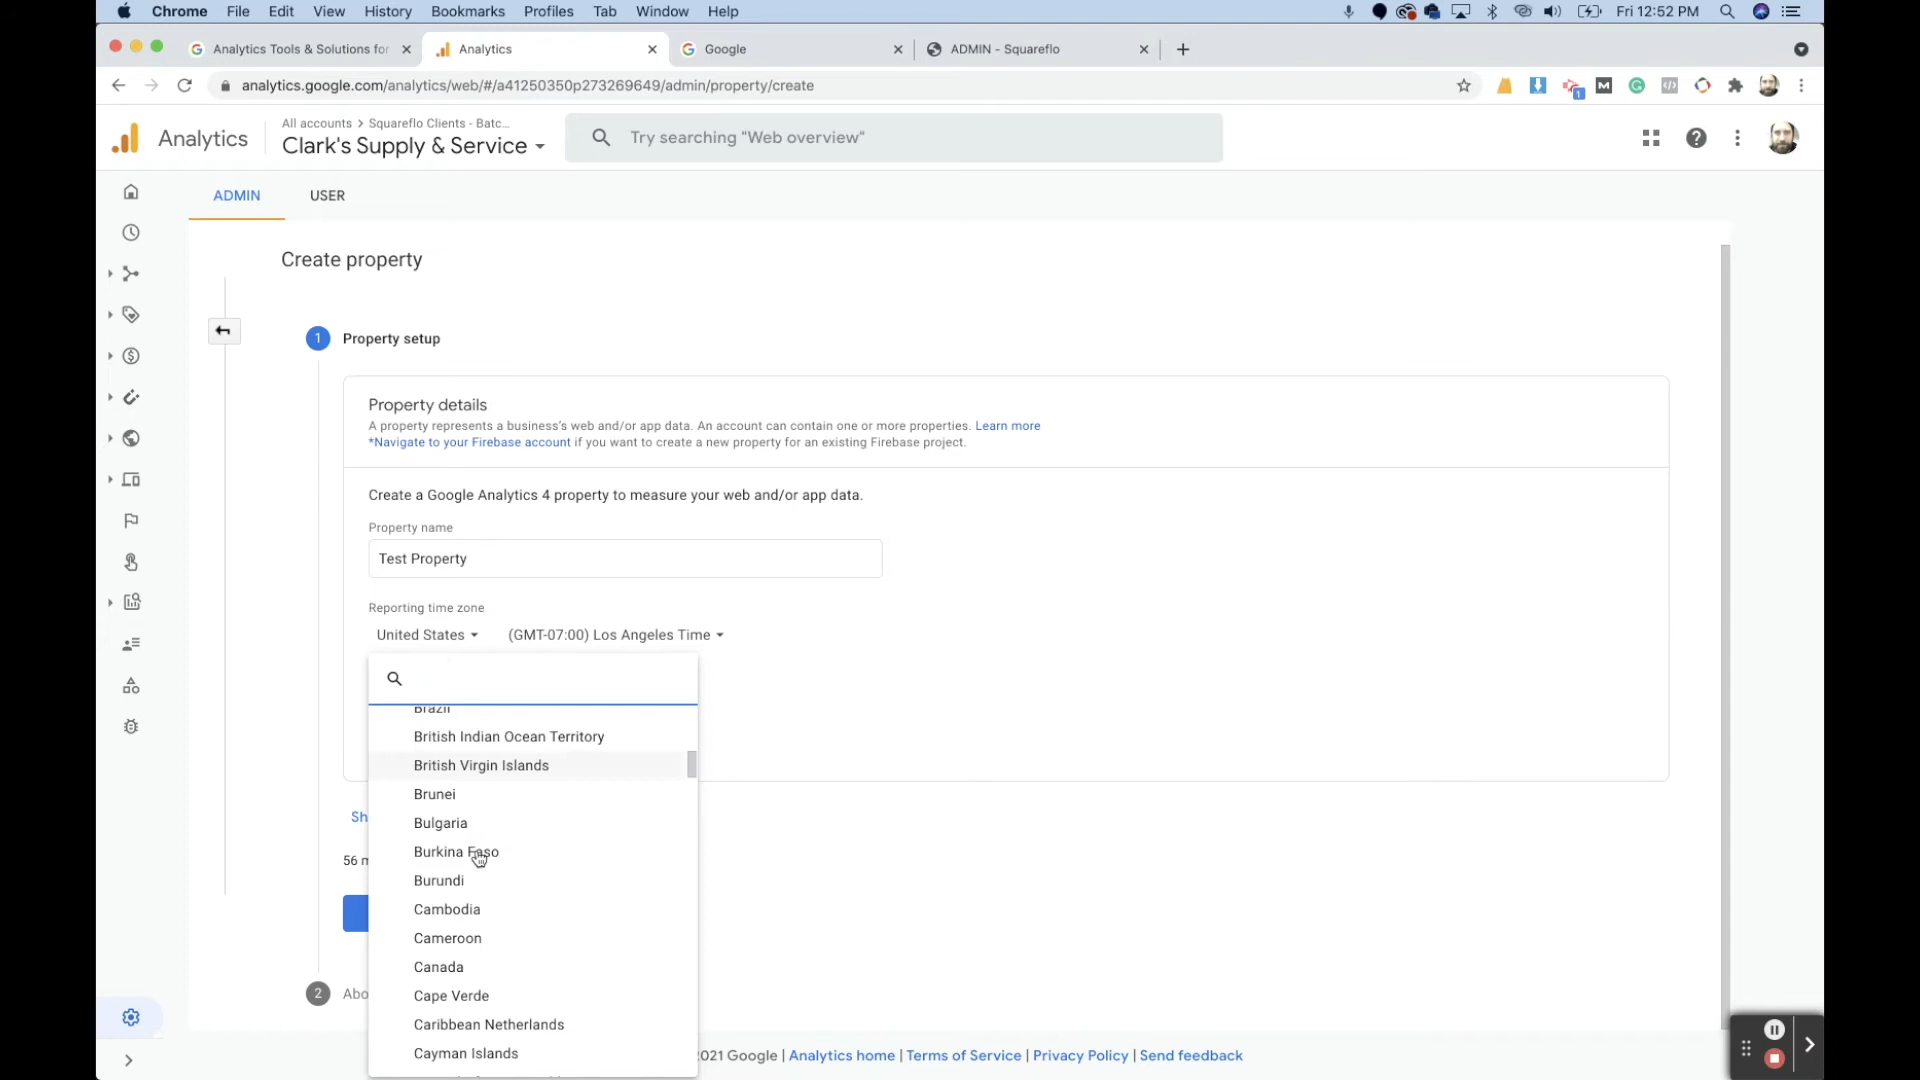 Chrome File Edit View History Bookmarks Profiles Tab Window Help Fri 12:52 PM
Analytics Tools & Solutions for Analytics Google ADMIN - Squareflo
analytics.google.com/analytics/web/#/a41250350p273269649/admin/property/create
1
Analytics
All accounts > Squareflo Clients - Batc...
Clark's Supply & Service
Try searching "Web overview"
ADMIN USER
Create property
1 Property setup
Property details
A property represents a business's web and/or app data. An account can contain one or more properties. Learn more
*Navigate to your Firebase account if you want to create a new property for an existing Firebase project.
Create a Google Analytics 4 property to measure your web and/or app data.
Property name
Test Property
Reporting time zone
United States (GMT-07:00) Los Angeles Time
Brazil
British Indian Ocean Territory
British Virgin Islands
Brunei
Bulgaria
Burkina Faso
Burundi
Cambodia
Cameroon
Canada
Cape Verde
Caribbean Netherlands
Cayman Islands
Sh
56 m
2 Abo
2021 Google | Analytics home | Terms of Service | Privacy Policy | Send feedback